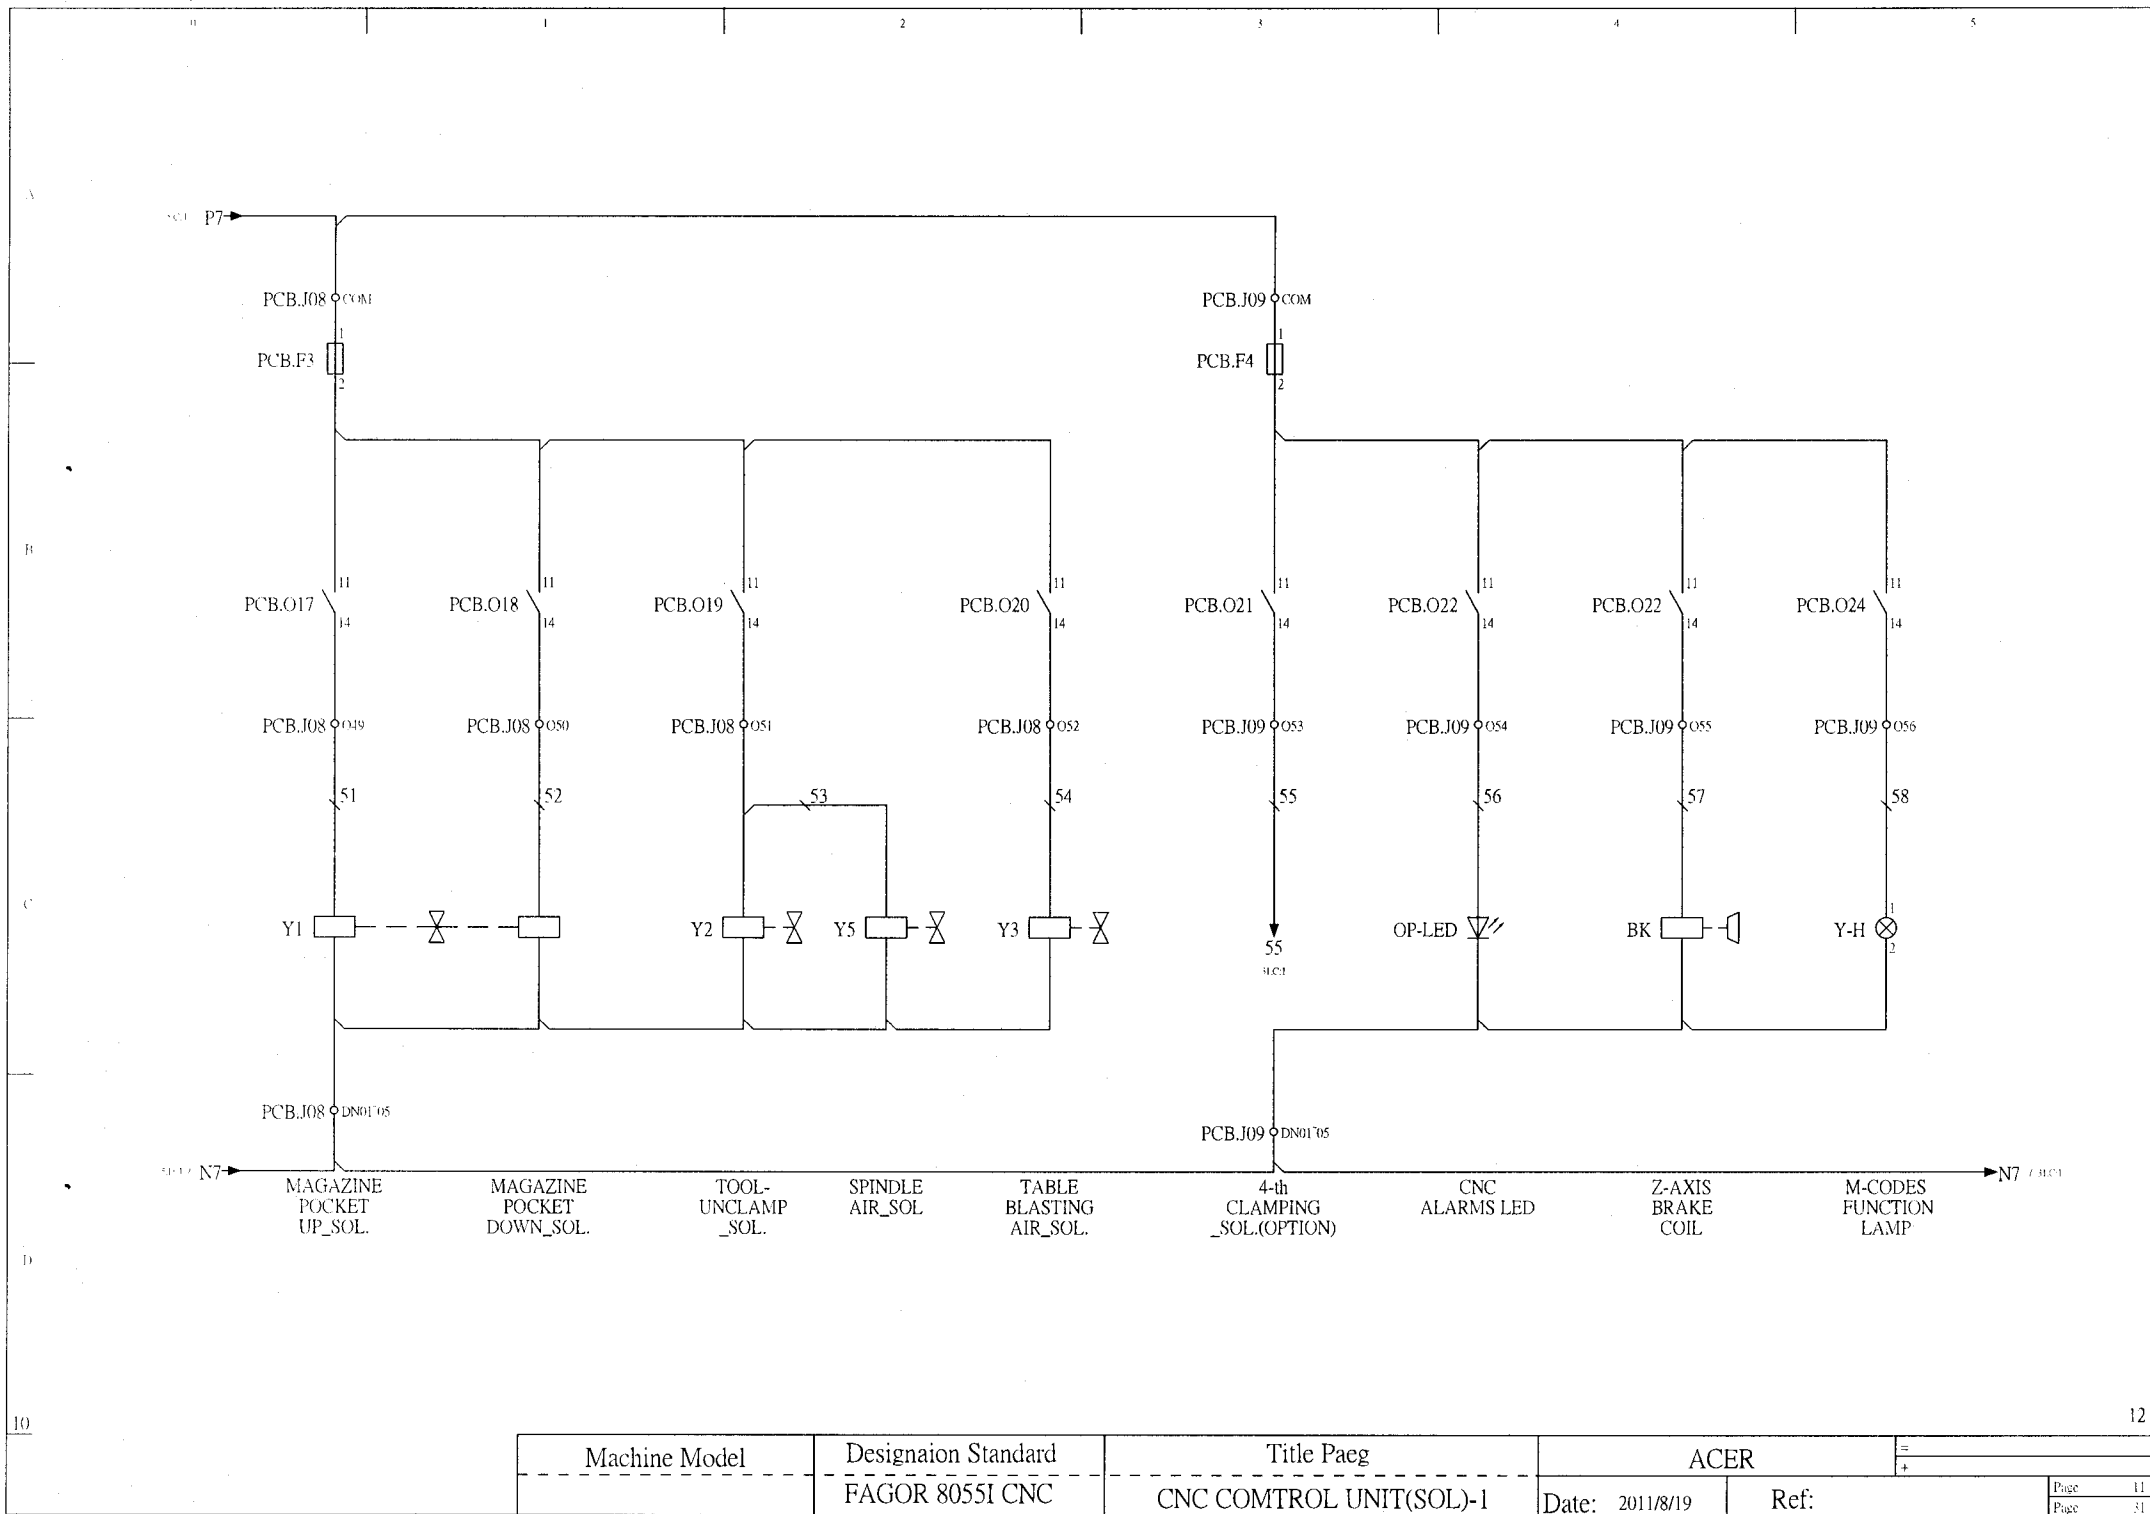 0 1 2 3 4 5
A
P7
PCB.J08 COM PCB.J09 COM
1 1
PCB.F3 PCB.F4
2 2
B
11 11 11 11 11 11 11 11
PCB.O17 PCB.O18 PCB.O19 PCB.O20 PCB.O21 PCB.O22 PCB.O22 PCB.O24
14 14 14 14 14 14 14 14
PCB.J08 O49 PCB.J08 O50 PCB.J08 O51 PCB.J08 O52 PCB.J09 O53 PCB.J09 O54 PCB.J09 O55 PCB.J09 O56
51 52 53 54 55 56 57 58
C
1
Y1 Y2 Y5 Y3 OP-LED BK Y-H
2
55
PCB.J08 DN01~05
PCB.J09 DN01~05
N7 N7
MAGAZINE POCKET UP_SOL.
MAGAZINE POCKET DOWN_SOL.
TOOL-UNCLAMP _SOL.
SPINDLE AIR_SOL
TABLE BLASTING AIR_SOL.
4-th CLAMPING _SOL.(OPTION)
CNC ALARMS LED
Z-AXIS BRAKE COIL
M-CODES FUNCTION LAMP
D
10 12
Machine Model Designaion Standard Title Paeg ACER =
+
FAGOR 8055I CNC CNC COMTROL UNIT(SOL)-1 Date: 2011/8/19 Ref: Page 11
Page 31